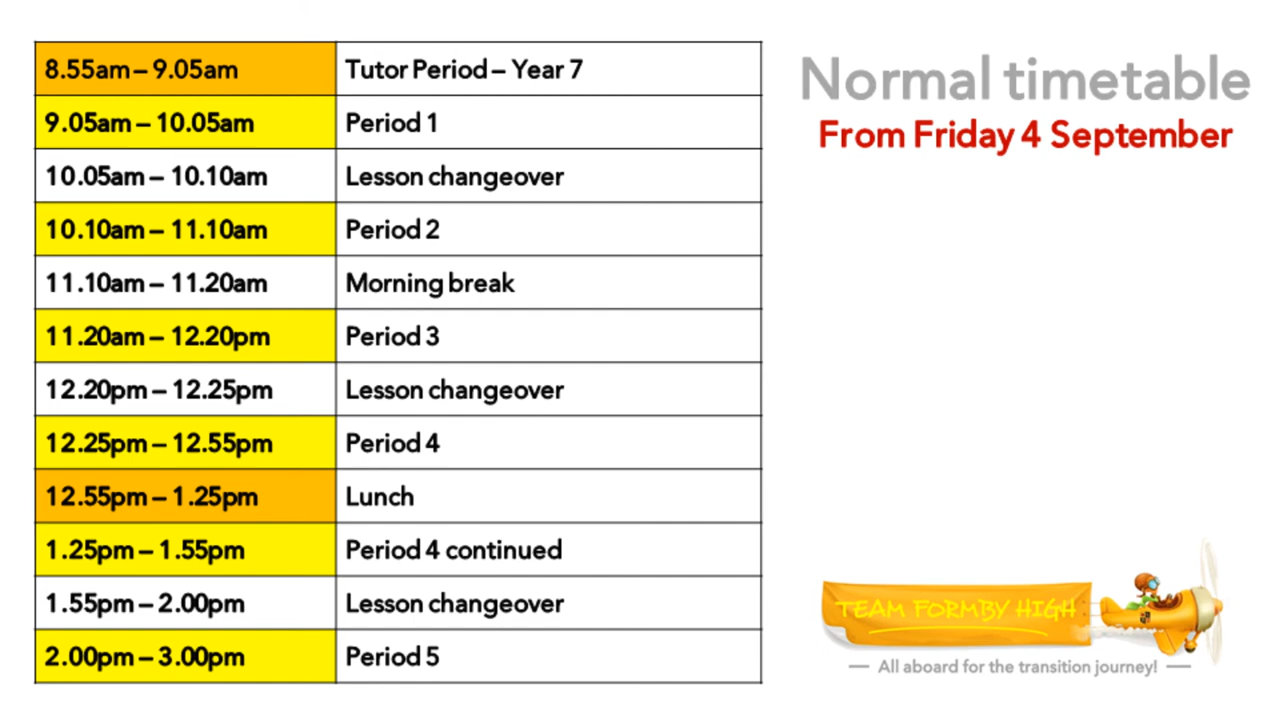 8.55am – 9.05am Tutor Period – Year 7
9.05am – 10.05am Period 1
10.05am – 10.10am Lesson changeover
10.10am – 11.10am Period 2
11.10am – 11.20am Morning break
11.20am – 12.20pm Period 3
12.20pm – 12.25pm Lesson changeover
12.25pm – 12.55pm Period 4
12.55pm – 1.25pm Lunch
1.25pm – 1.55pm Period 4 continued
1.55pm – 2.00pm Lesson changeover
2.00pm – 3.00pm Period 5
Normal timetable
From Friday 4 September
TEAM FORMBY HIGH
— All aboard for the transition journey! —